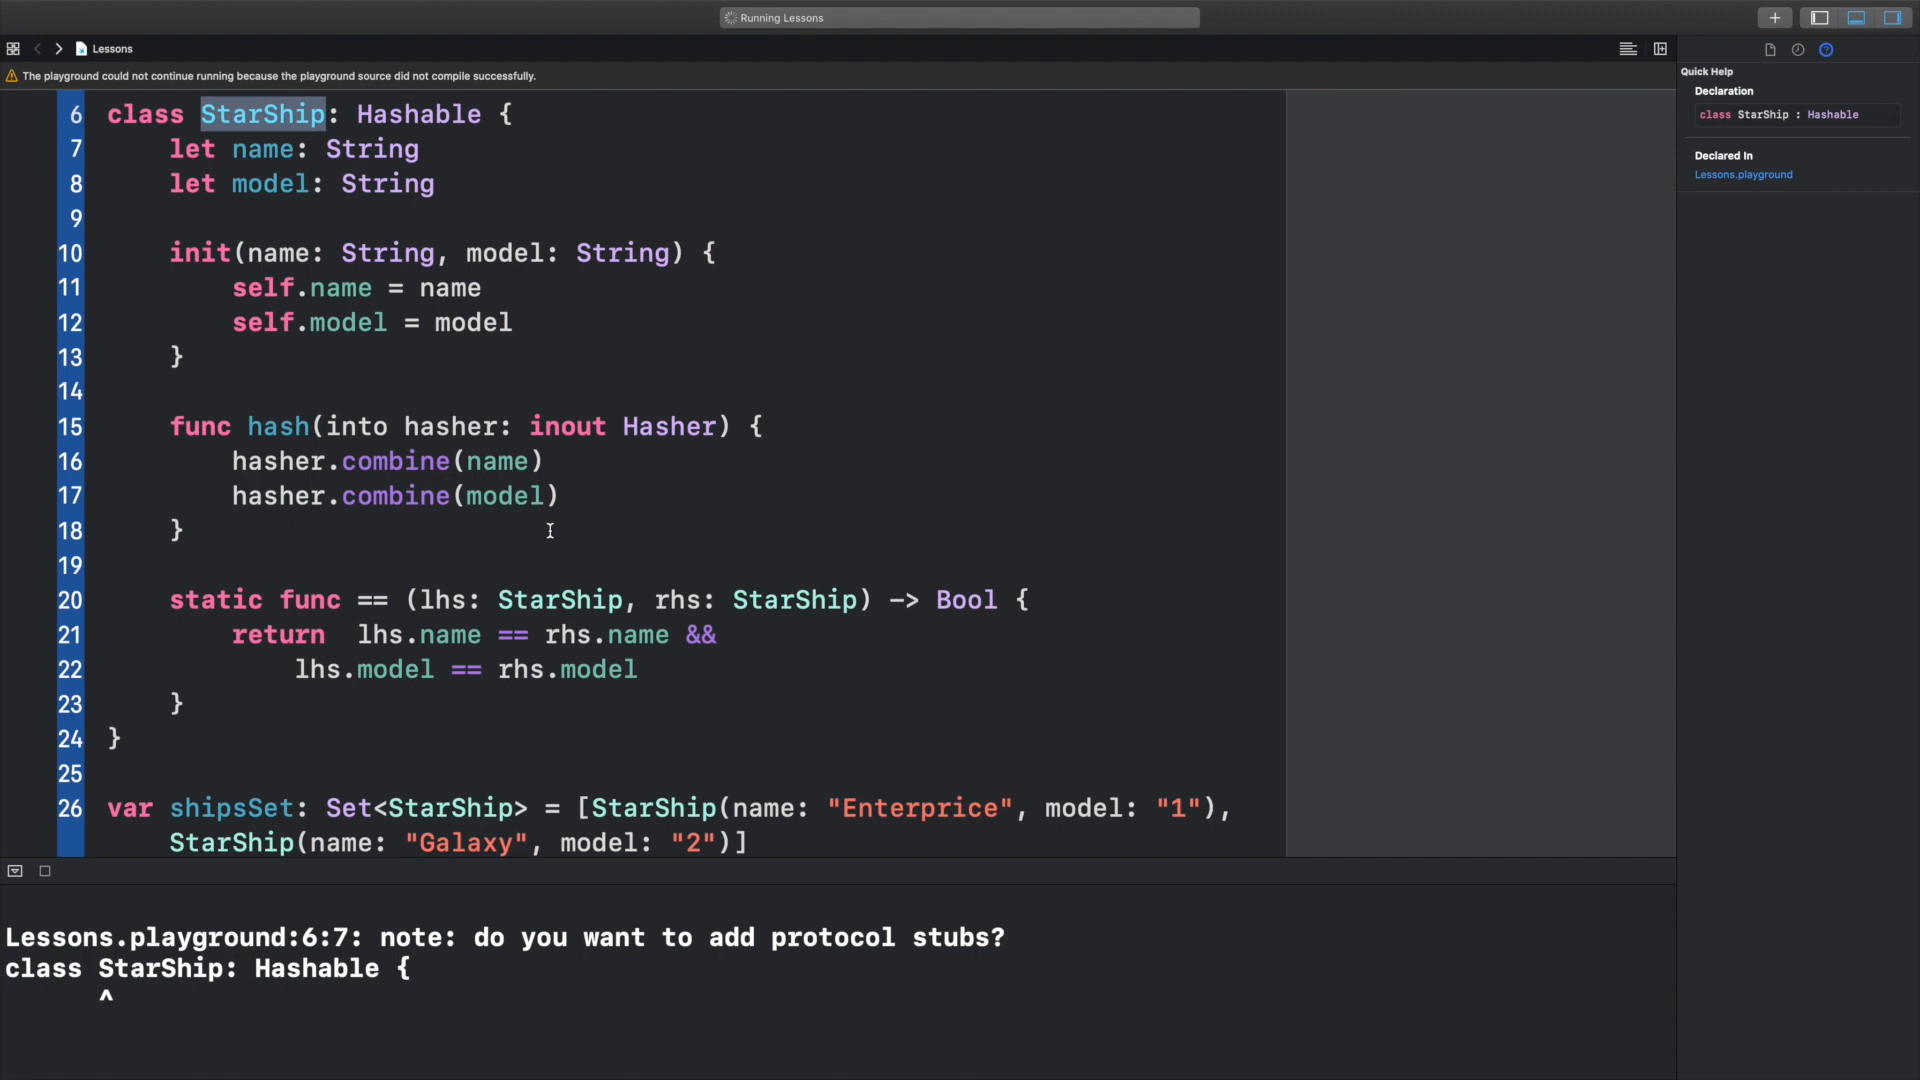 Running Lessons
Lessons
The playground could not continue running because the playground source did not compile successfully.
6 class StarShip: Hashable {
7 let name: String
8 let model: String
9
10 init(name: String, model: String) {
11 self.name = name
12 self.model = model
13 }
14
15 func hash(into hasher: inout Hasher) {
16 hasher.combine(name)
17 hasher.combine(model)
18 }
19
20 static func == (lhs: StarShip, rhs: StarShip) -> Bool {
21 return  lhs.name == rhs.name &&
22 lhs.model == rhs.model
23 }
24 }
25
26 var shipsSet: Set<StarShip> = [StarShip(name: "Enterprice", model: "1"),
StarShip(name: "Galaxy", model: "2")]
Lessons.playground:6:7: note: do you want to add protocol stubs?
class StarShip: Hashable {
^
Quick Help
Declaration
class StarShip : Hashable
Declared In
Lessons.playground